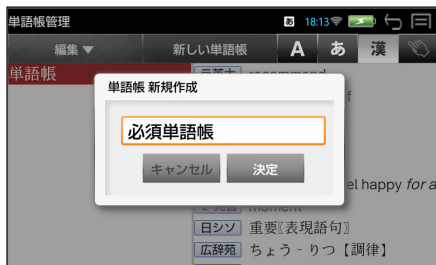 単語帳管理 あ 18:13
編集▼ 新しい単語帳 A あ 漢
単語帳
単語帳 新規作成
必須単語帳
キャンセル 決定
el happy for a
moment
日シソ 重要〖表現語句〗
広辞苑 ちょう‐りつ【調律】